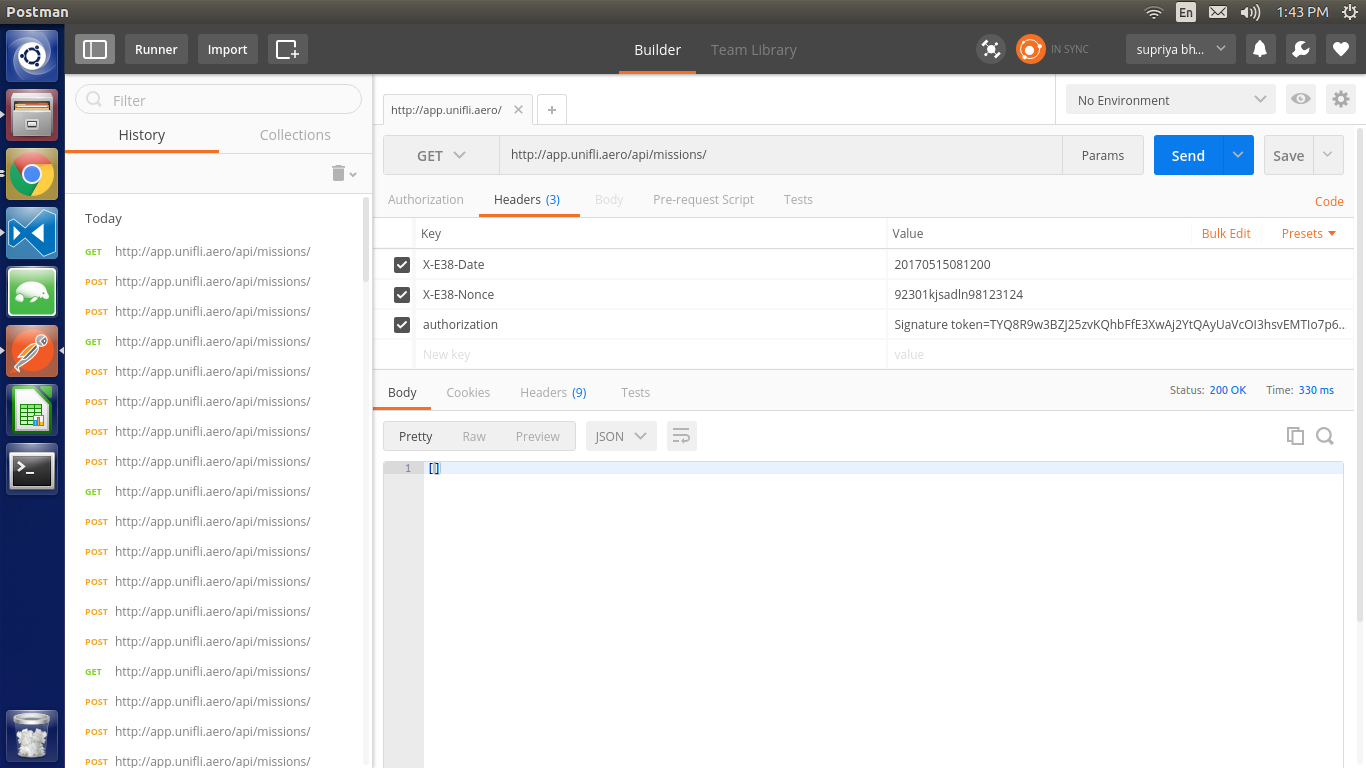 Postman
En
1:43 PM
Runner
Import
Builder
Team Library
IN SYNC
supriya bh...
Filter
History
Collections
Today
GET http://app.unifli.aero/api/missions/
POST http://app.unifli.aero/api/missions/
POST http://app.unifli.aero/api/missions/
GET http://app.unifli.aero/api/missions/
POST http://app.unifli.aero/api/missions/
POST http://app.unifli.aero/api/missions/
POST http://app.unifli.aero/api/missions/
POST http://app.unifli.aero/api/missions/
GET http://app.unifli.aero/api/missions/
POST http://app.unifli.aero/api/missions/
POST http://app.unifli.aero/api/missions/
POST http://app.unifli.aero/api/missions/
POST http://app.unifli.aero/api/missions/
POST http://app.unifli.aero/api/missions/
GET http://app.unifli.aero/api/missions/
POST http://app.unifli.aero/api/missions/
POST http://app.unifli.aero/api/missions/
POST http://app.unifli.aero/api/missions/
http://app.unifli.aero/
No Environment
GET http://app.unifli.aero/api/missions/ Params Send Save
Authorization Headers (3) Body Pre-request Script Tests Code
Key Value Bulk Edit Presets
X-E38-Date 20170515081200
X-E38-Nonce 92301kjsadln98123124
authorization Signature token=TYQ8R9w3BZJ25zvKQhbFfE3XwAj2YtQAyUaVcOI3hsvEMTIo7p6...
New key value
Body Cookies Headers (9) Tests Status: 200 OK Time: 330 ms
Pretty Raw Preview JSON
1 []